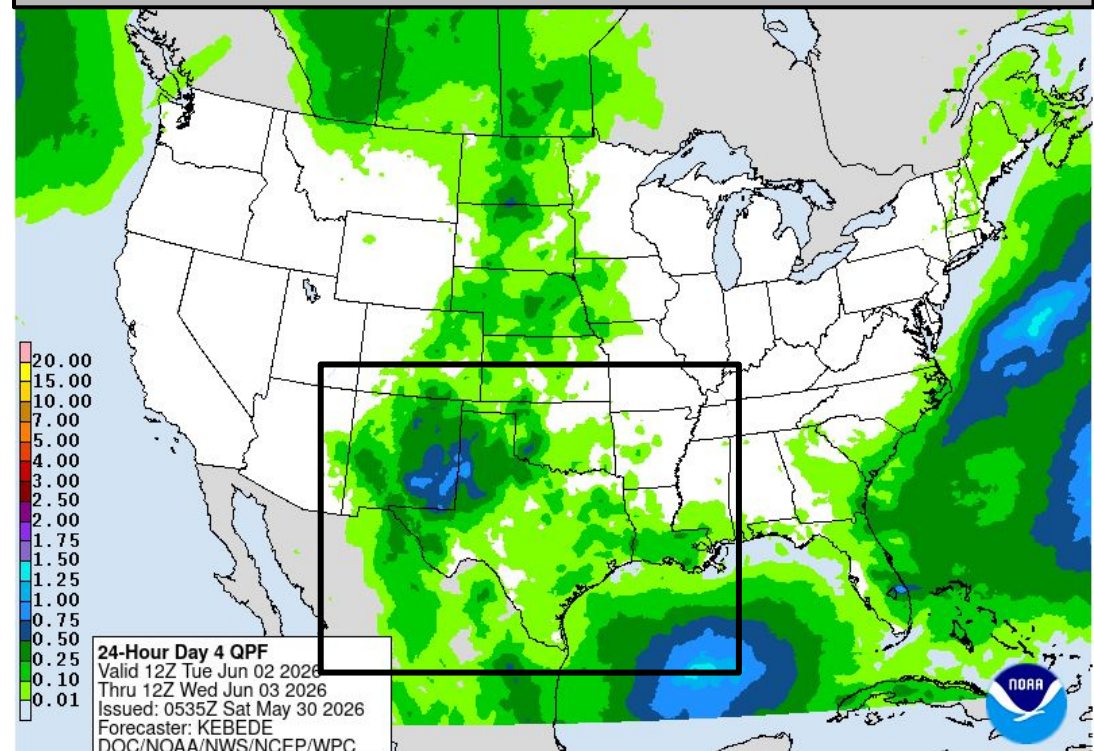 20.00
15.00
10.00
7.00
5.00
4.00
3.00
2.50
2.00
1.75
1.50
1.25
1.00
0.75
0.50
0.25
0.10
0.01
24-Hour Day 4 QPF
Valid 12Z Tue Jun 02 2026
Thru 12Z Wed Jun 03 2026
Issued: 0535Z Sat May 30 2026
Forecaster: KEBEDE
DOC/NOAA/NWS/NCEP/WPC
NOAA